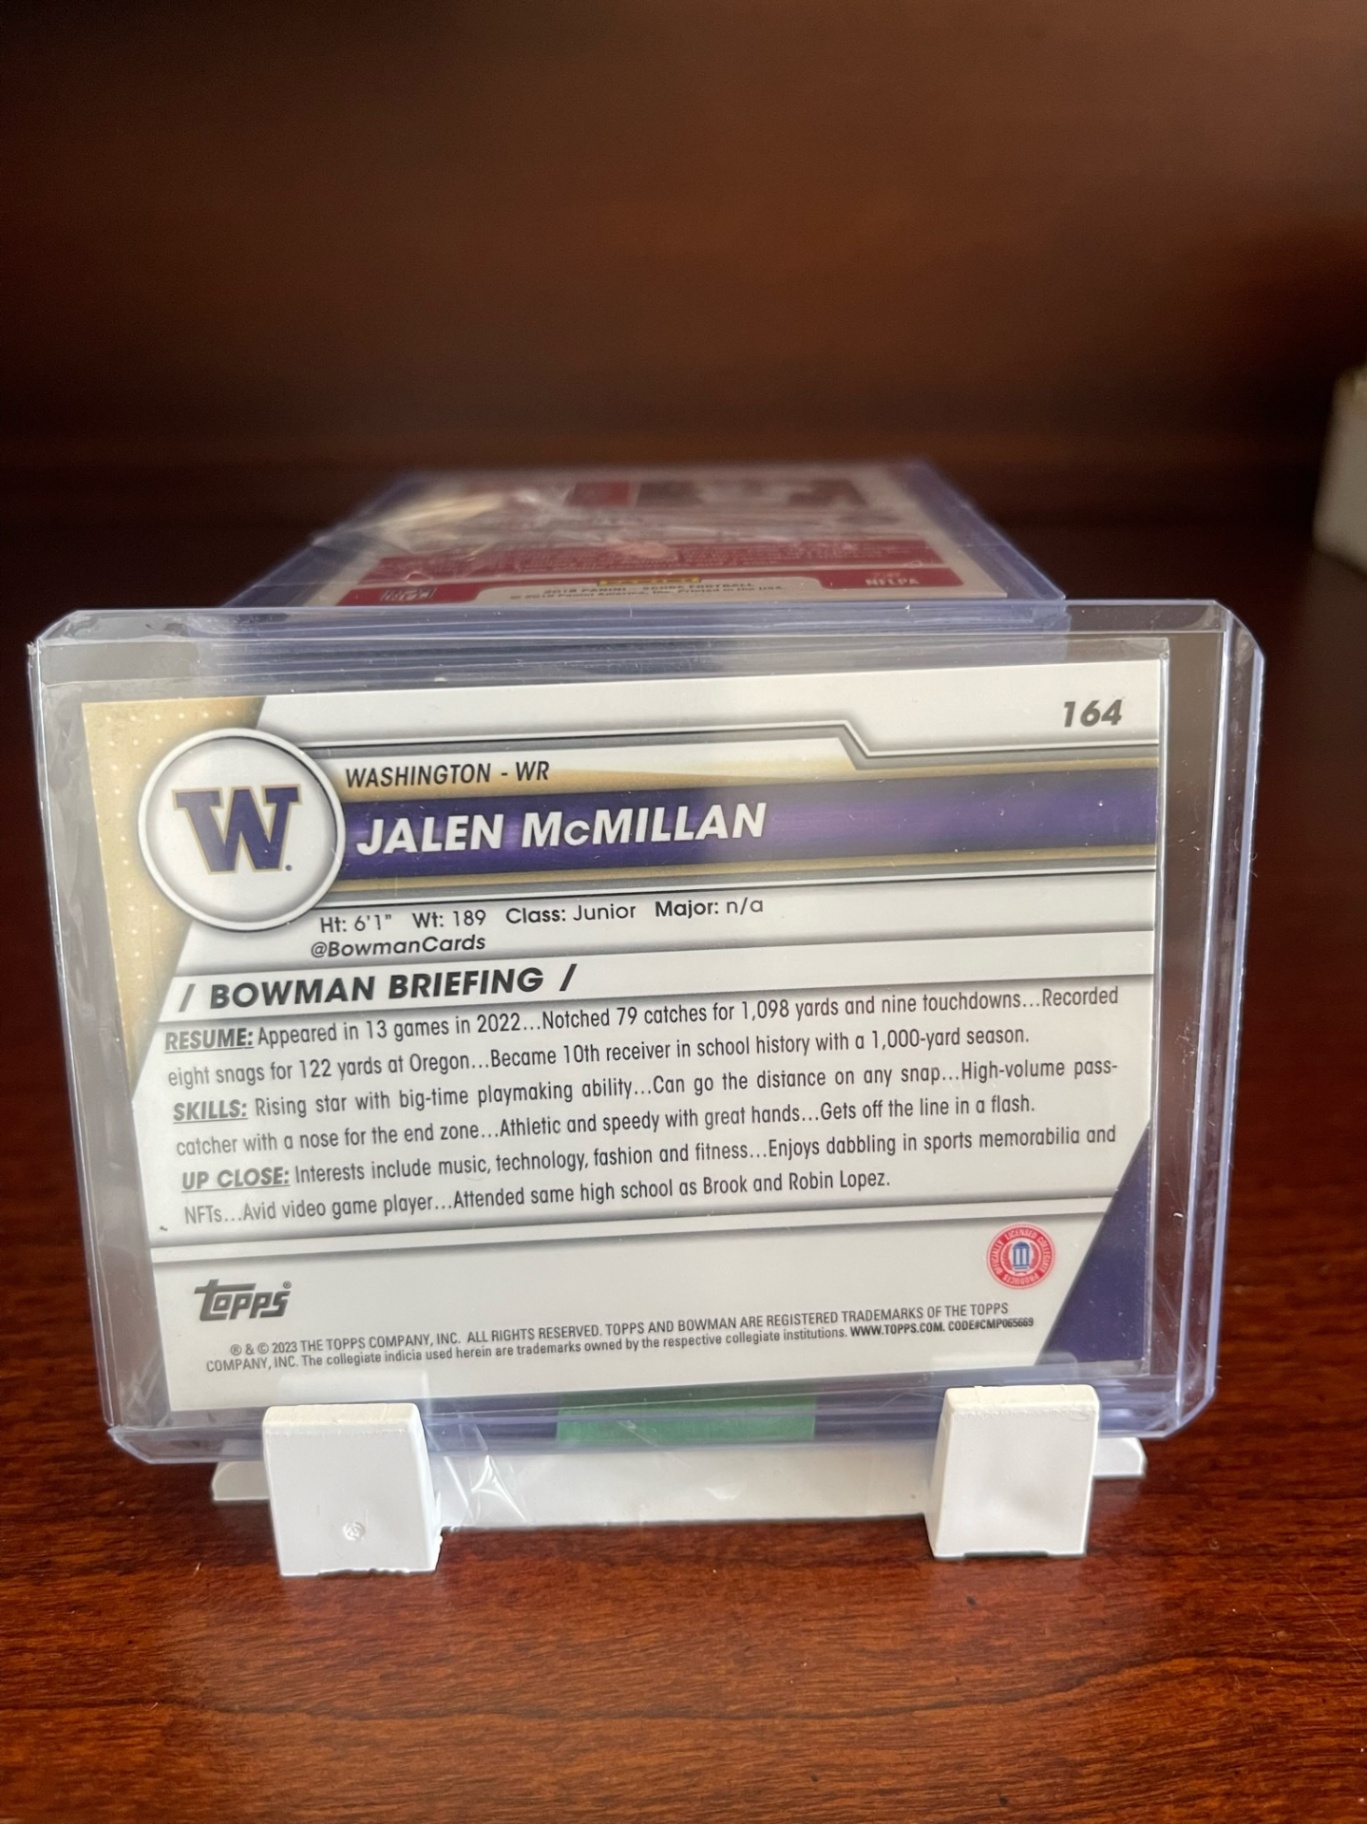 NFLPA
164
W
WASHINGTON - WR
JALEN McMILLAN
Ht: 6'1" Wt: 189 Class: Junior Major: n/a
@BowmanCards
/ BOWMAN BRIEFING /
RESUME: Appeared in 13 games in 2022...Notched 79 catches for 1,098 yards and nine touchdowns...Recorded
eight snags for 122 yards at Oregon...Became 10th receiver in school history with a 1,000-yard season.
SKILLS: Rising star with big-time playmaking ability...Can go the distance on any snap...High-volume pass-
catcher with a nose for the end zone...Athletic and speedy with great hands...Gets off the line in a flash.
UP CLOSE: Interests include music, technology, fashion and fitness...Enjoys dabbling in sports memorabilia and
NFTs...Avid video game player...Attended same high school as Brook and Robin Lopez.
OFFICIALLY LICENSED COLLEGIATE PRODUCTS
Topps®
® & © 2023 THE TOPPS COMPANY, INC. ALL RIGHTS RESERVED. TOPPS AND BOWMAN ARE REGISTERED TRADEMARKS OF THE TOPPS
COMPANY, INC. The collegiate indicia used herein are trademarks owned by the respective collegiate institutions. WWW.TOPPS.COM. CODE#CMP065669